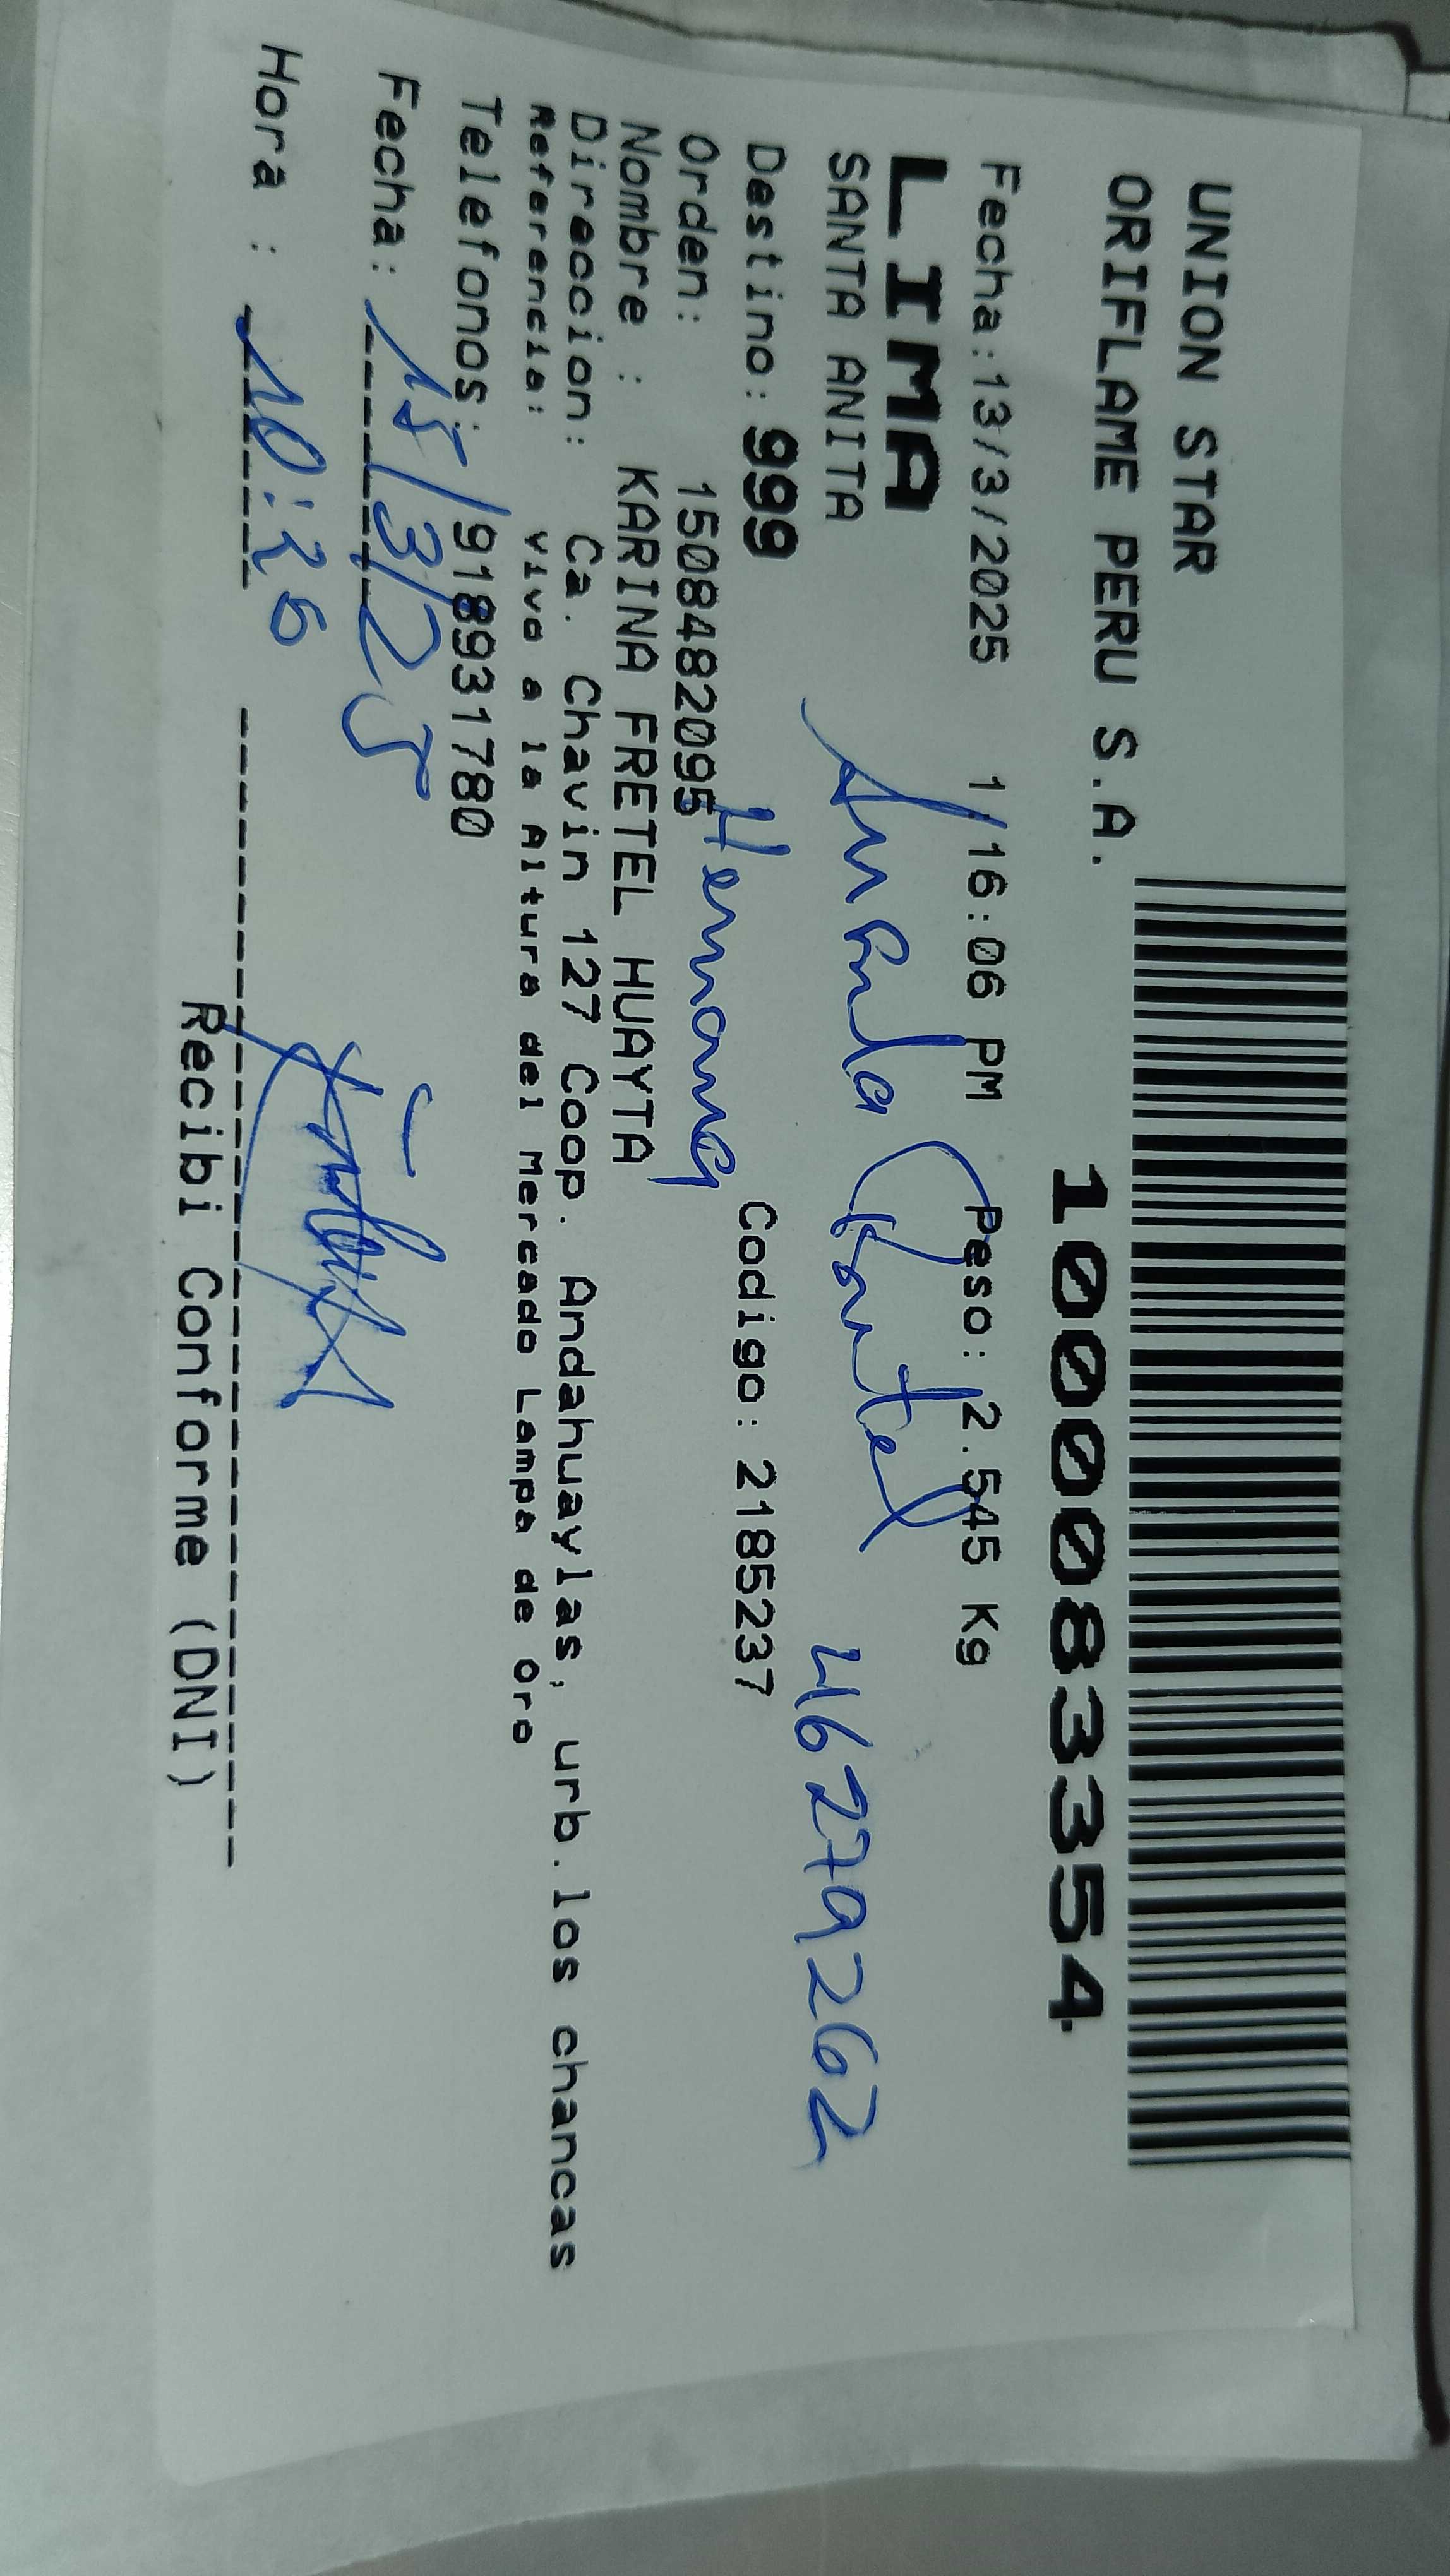 UNION STAR
ORIFLAME PERU S.A.
1000083354
Fecha:13/3/2025 1/16:06 PM Peso: 2.545 Kg
LIMA
SANTA ANITA
46279262
Destino: 999 Codigo: 2185237
Hermana
Orden: 1508482095
Nombre : KARINA FRETEL HUAYTA
Direccion: Ca. Chavin 127 Coop. Andahuaylas, urb.los chancas
Referencia: vivo a la Altura del Mercado Lampa de Oro
Telefonos: 918931780
Fecha: 15/3/25
Hora : 10:26
Recibi Conforme (DNI)